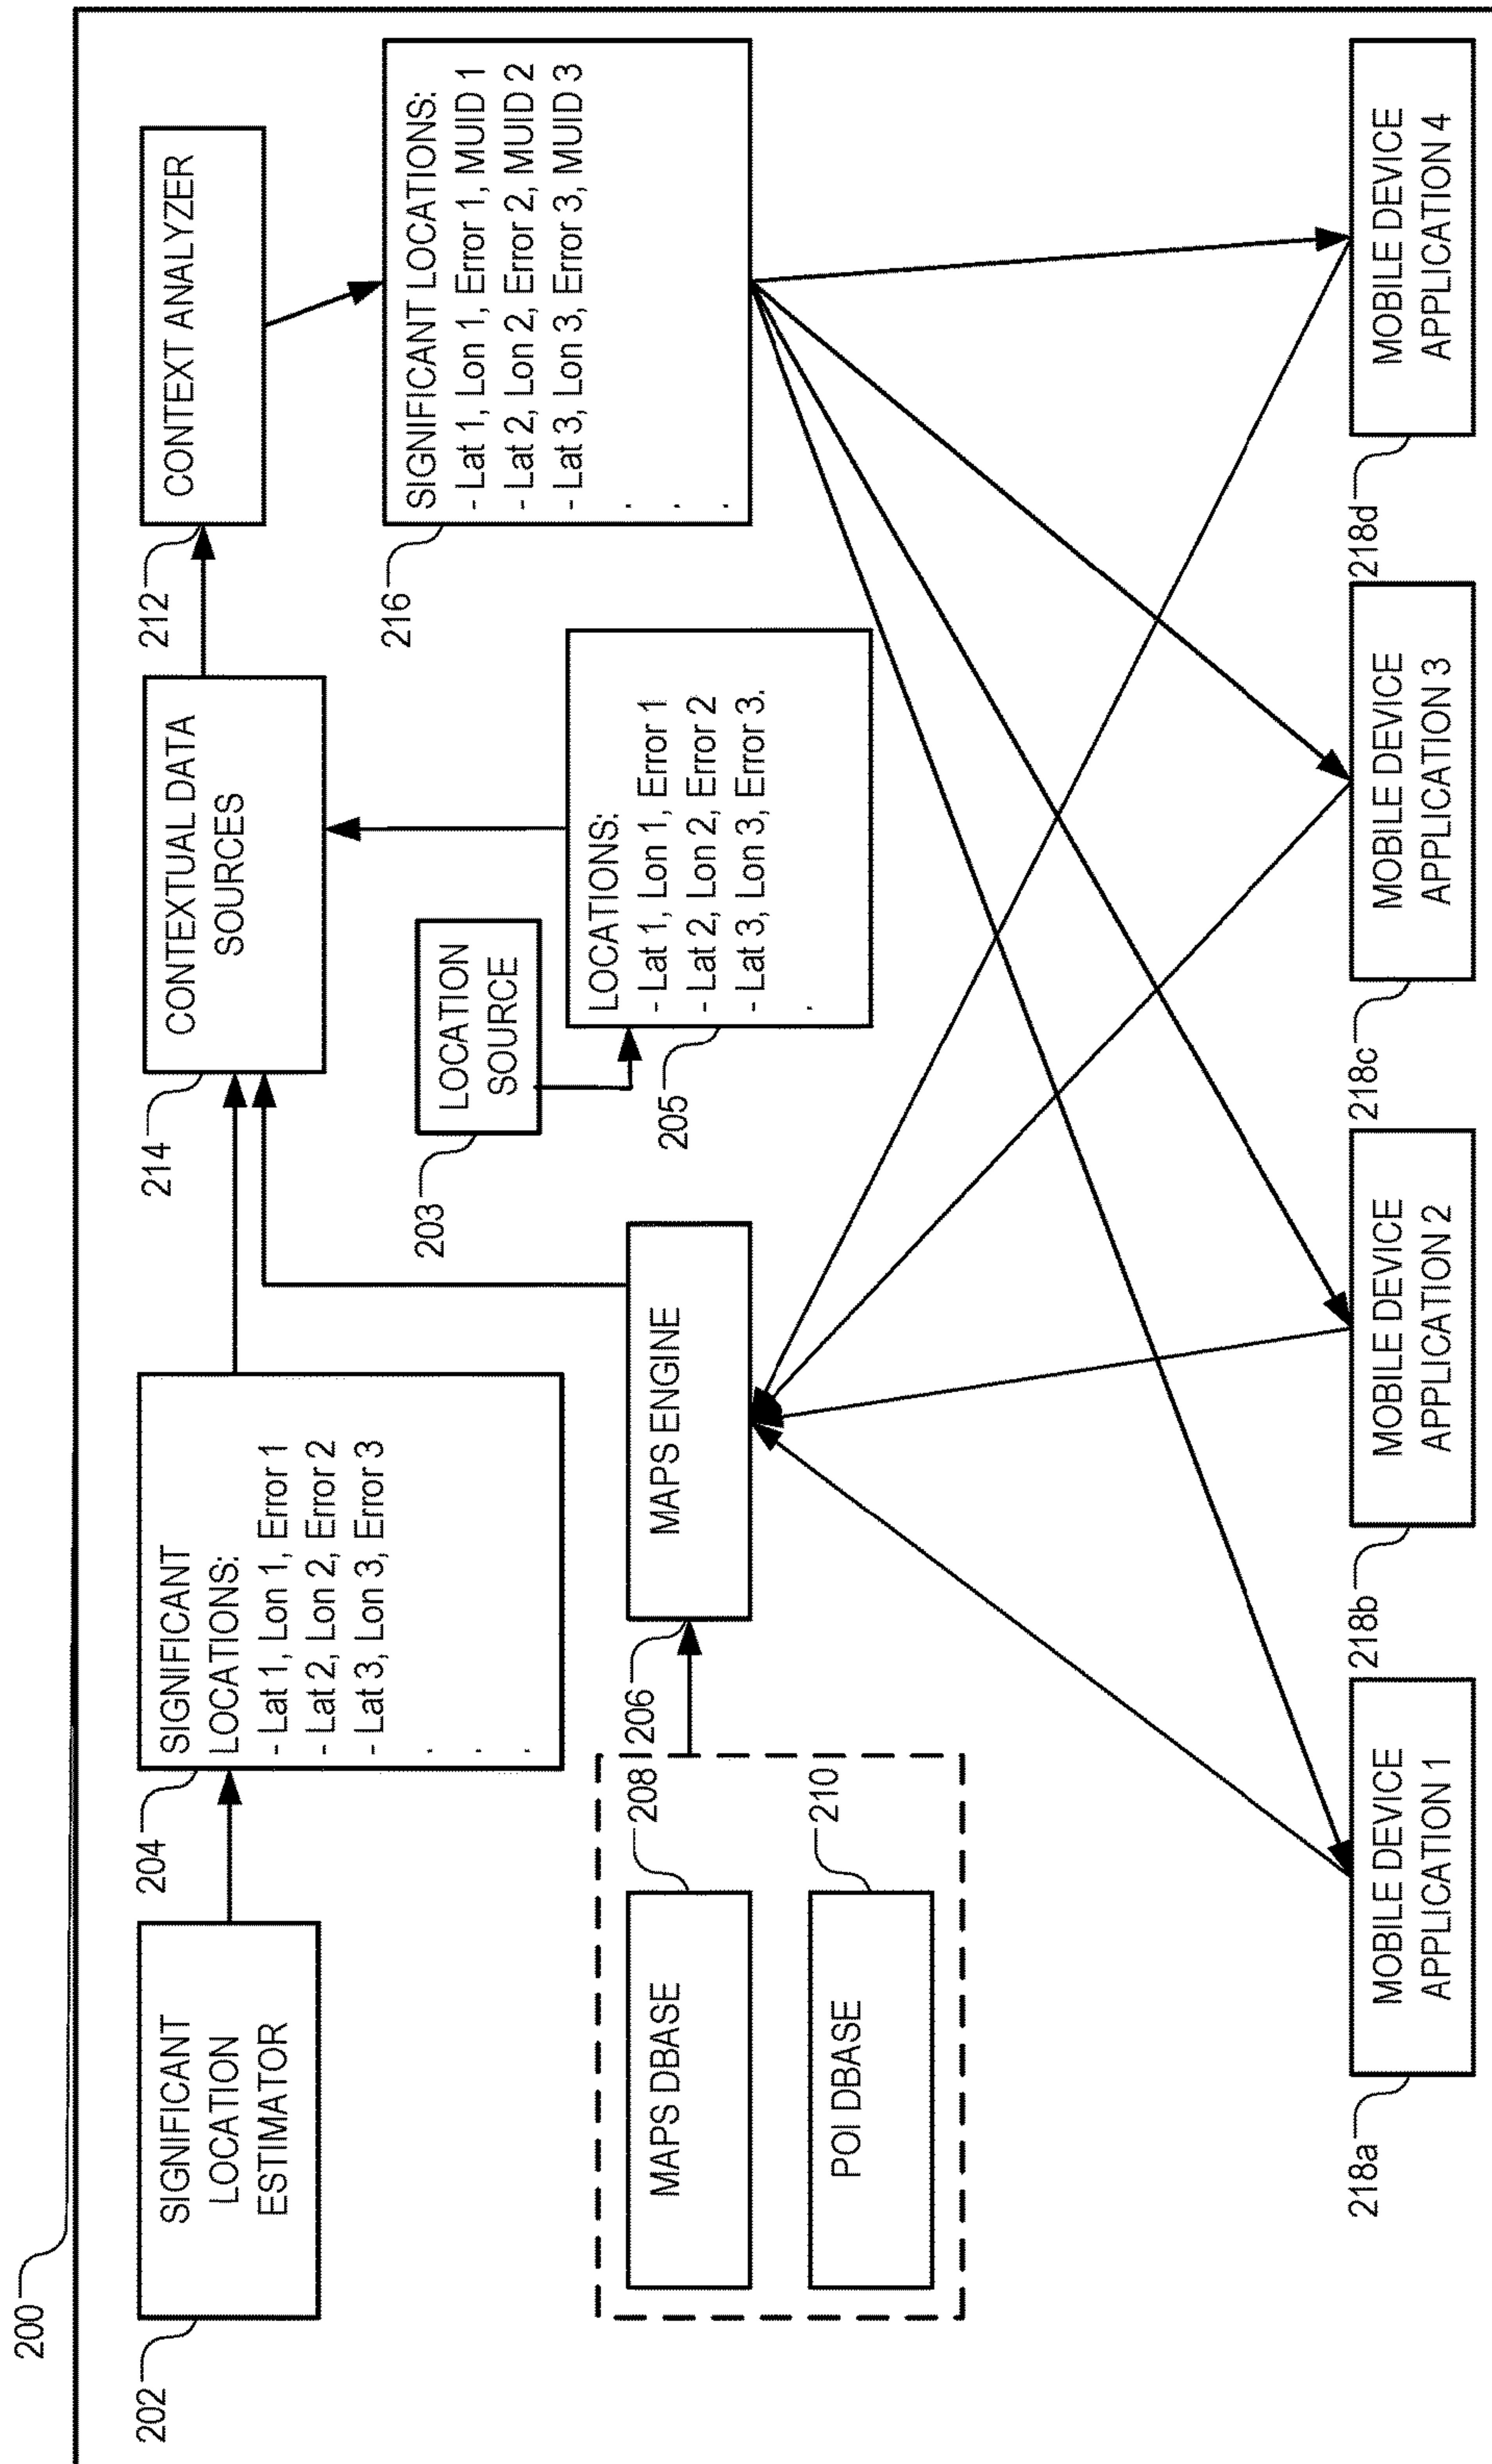 200
202
SIGNIFICANT
LOCATION
ESTIMATOR
204
SIGNIFICANT
LOCATIONS:
- Lat 1, Lon 1, Error 1
- Lat 2, Lon 2, Error 2
- Lat 3, Lon 3, Error 3
. . .
214
CONTEXTUAL DATA
SOURCES
212
CONTEXT ANALYZER
203
LOCATION
SOURCE
205
LOCATIONS:
- Lat 1, Lon 1, Error 1
- Lat 2, Lon 2, Error 2
- Lat 3, Lon 3, Error 3.
.
216
SIGNIFICANT LOCATIONS:
- Lat 1, Lon 1, Error 1, MUID 1
- Lat 2, Lon 2, Error 2, MUID 2
- Lat 3, Lon 3, Error 3, MUID 3
. . .
208
MAPS DBASE
210
POI DBASE
206
MAPS ENGINE
218a
MOBILE DEVICE
APPLICATION 1
218b
MOBILE DEVICE
APPLICATION 2
218c
MOBILE DEVICE
APPLICATION 3
218d
MOBILE DEVICE
APPLICATION 4